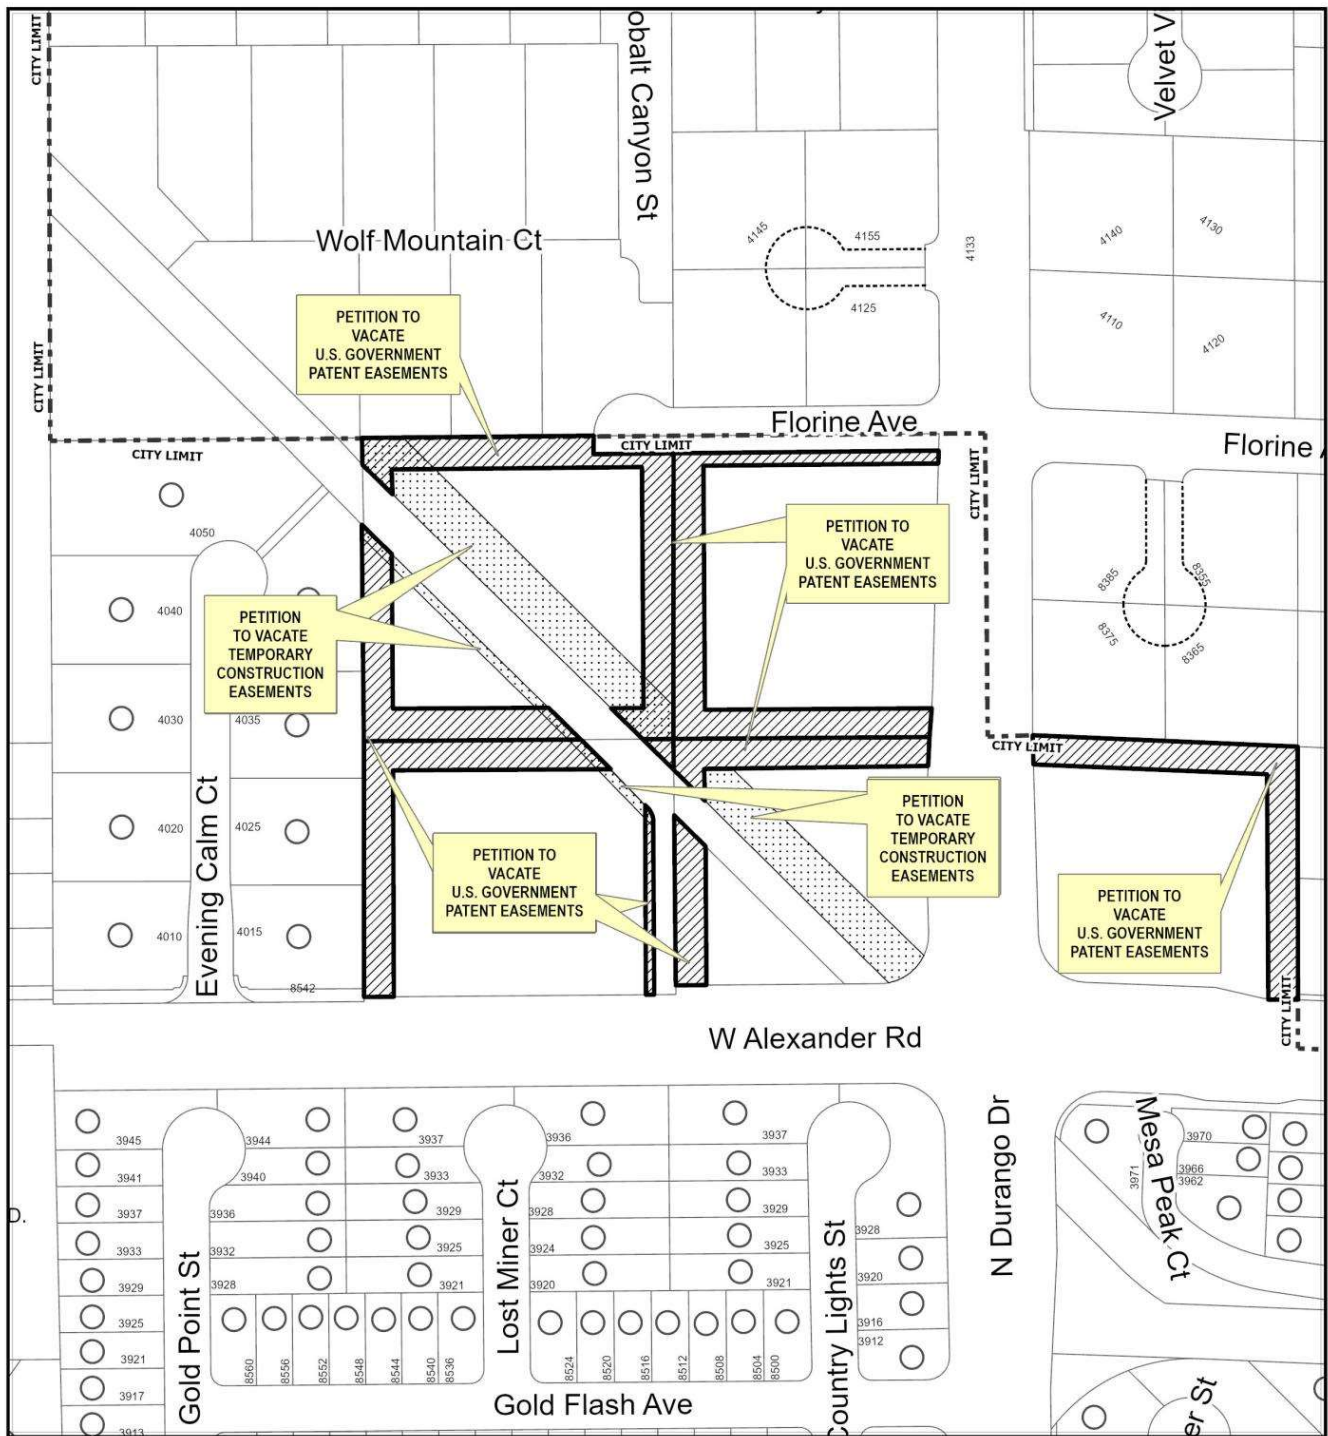 CITY LIMIT
obalt Canyon St
Velvet V
Wolf Mountain Ct
4145
4155
4133
4125
4140
4130
4110
4120
CITY LIMIT
PETITION TO
VACATE
U.S. GOVERNMENT
PATENT EASEMENTS
Florine Ave
Florine
CITY LIMIT
CITY LIMIT
CITY LIMIT
4050
PETITION TO
VACATE
U.S. GOVERNMENT
PATENT EASEMENTS
8385
8355
8375
8365
4040
PETITION
TO VACATE
TEMPORARY
CONSTRUCTION
EASEMENTS
4030
4035
CITY LIMIT
Evening Calm Ct
4020
4025
PETITION
TO VACATE
TEMPORARY
CONSTRUCTION
EASEMENTS
PETITION TO
VACATE
U.S. GOVERNMENT
PATENT EASEMENTS
PETITION TO
VACATE
U.S. GOVERNMENT
PATENT EASEMENTS
4010
4015
8542
CITY LIMIT
W Alexander Rd
N Durango Dr
Mesa Peak Ct
3945
3944
3937
3936
3937
3970
3941
3940
3933
3932
3933
3971
3966
3962
3937
3936
3929
3928
3929
3928
D.
3933
3932
3925
3924
3925
3929
3928
3921
3920
3921
3920
3925
3916
3912
Gold Point St
Lost Miner Ct
Country Lights St
3921
8560
8556
8552
8548
8544
8540
8536
8524
8520
8516
8512
8508
8504
8500
3917
3913
Gold Flash Ave
er St